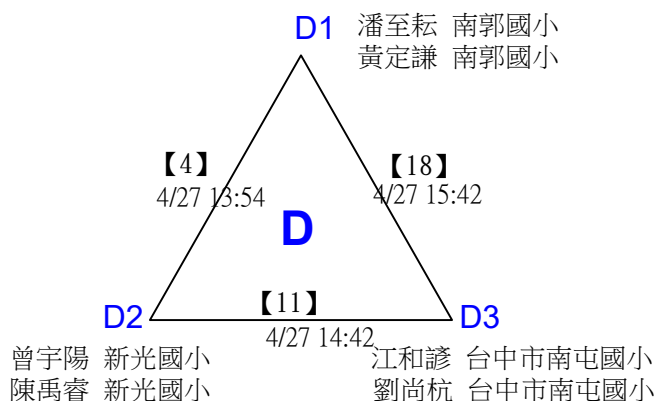 D1 潘至耘 南郭國小
黃定謙 南郭國小
【4】 【18】
4/27 13:54 4/27 15:42
D
【11】
D2 D3
4/27 14:42
曾宇陽 新光國小 江和諺 台中市南屯國小
陳禹睿 新光國小 劉尚杭 台中市南屯國小